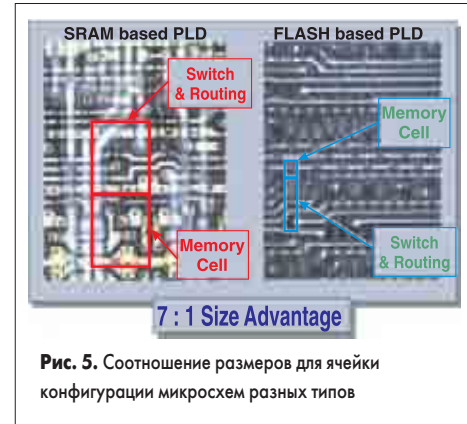 SRAM based PLD
FLASH based PLD
Switch
& Routing
Memory
Cell
Memory
Cell
Switch
& Routing
7 : 1 Size Advantage
Рис. 5. Соотношение размеров для ячейки
конфигурации микросхем разных типов